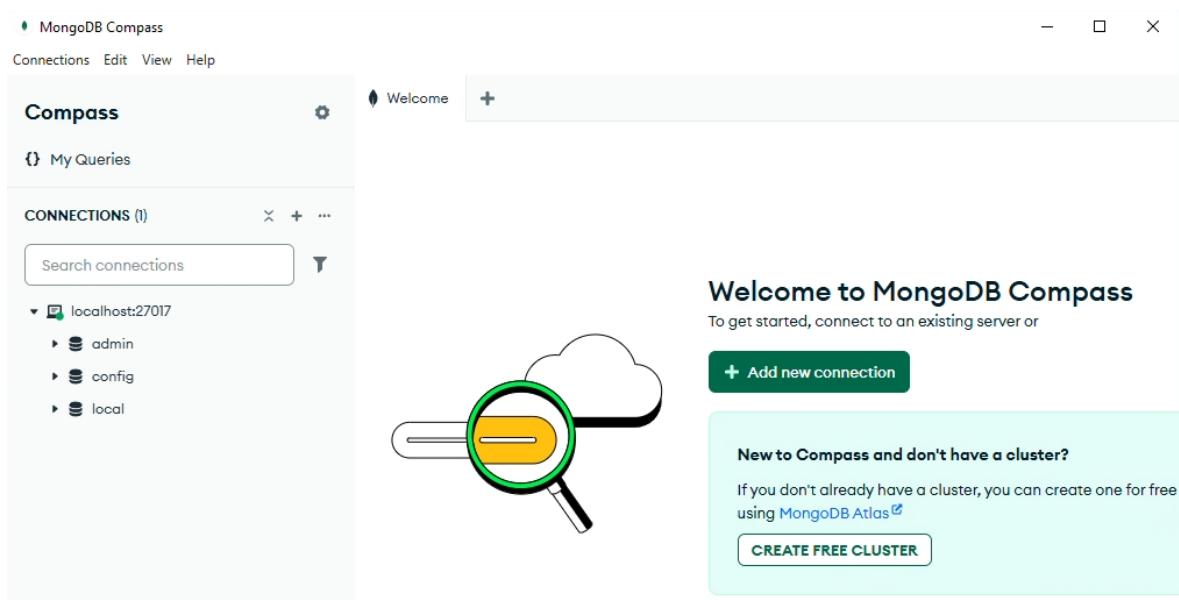 MongoDB Compass
Connections Edit View Help
Compass
{} My Queries
CONNECTIONS (1)
Search connections
localhost:27017
admin
config
local
Welcome
Welcome to MongoDB Compass
To get started, connect to an existing server or
+ Add new connection
New to Compass and don't have a cluster?
If you don't already have a cluster, you can create one for free
using MongoDB Atlas
CREATE FREE CLUSTER